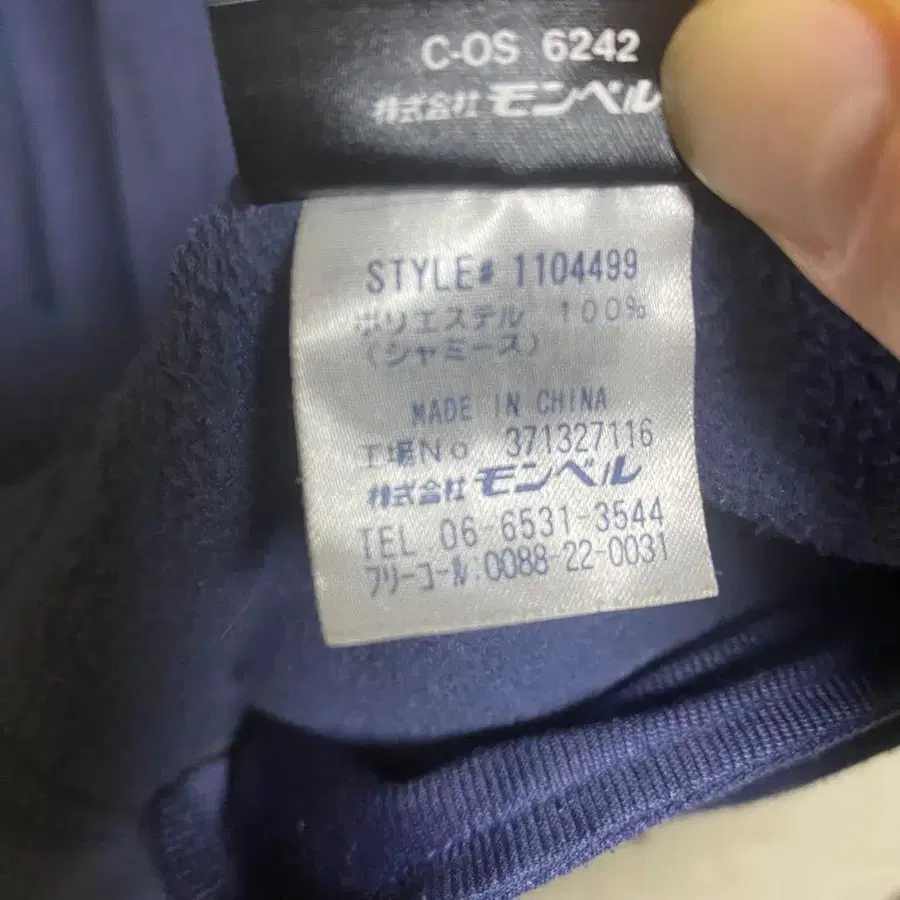 C-OS 6242
株式会社 モンベル
STYLE# 1104499
ポリエステル 100%
(シャミース)
MADE IN CHINA
工場No 371327116
株式会社 モンベル
TEL.06-6531-3544
フリーコール:0088-22-0031